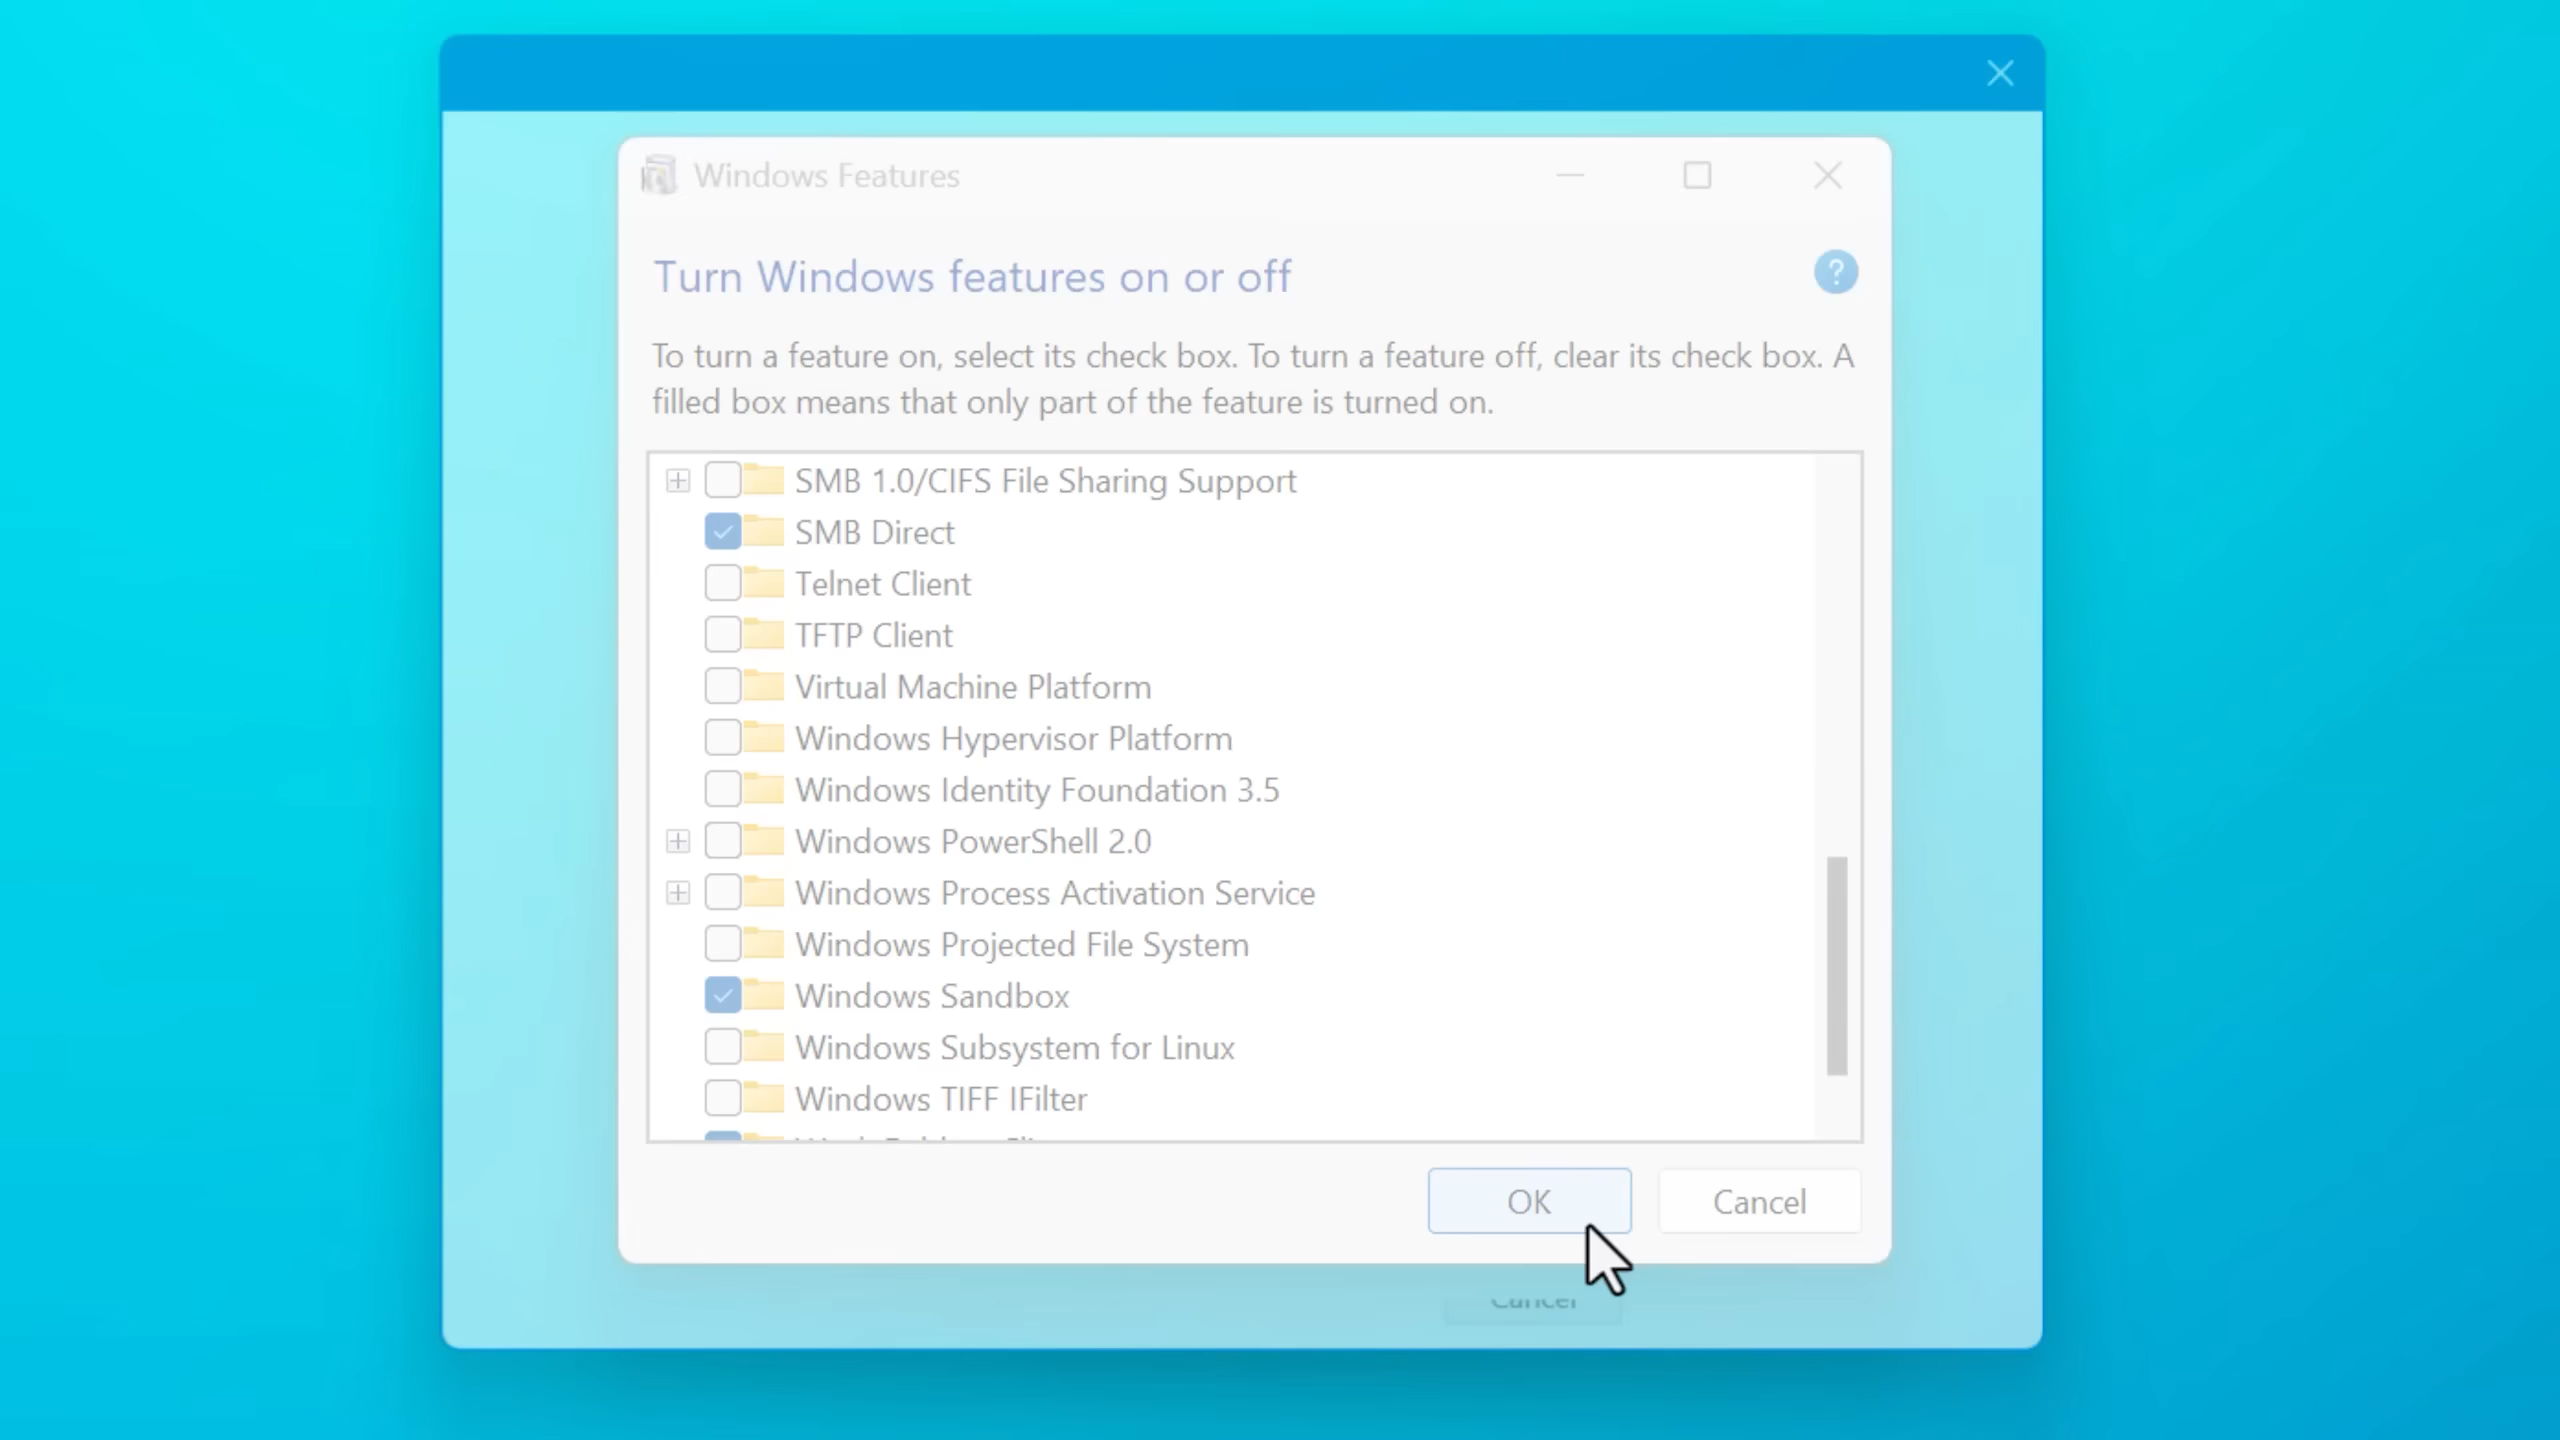 Windows Features
Turn Windows features on or off
?
To turn a feature on, select its check box. To turn a feature off, clear its check box. A
filled box means that only part of the feature is turned on.
SMB 1.0/CIFS File Sharing Support
SMB Direct
Telnet Client
TFTP Client
Virtual Machine Platform
Windows Hypervisor Platform
Windows Identity Foundation 3.5
Windows PowerShell 2.0
Windows Process Activation Service
Windows Projected File System
Windows Sandbox
Windows Subsystem for Linux
Windows TIFF IFilter
OK
Cancel
Cancel